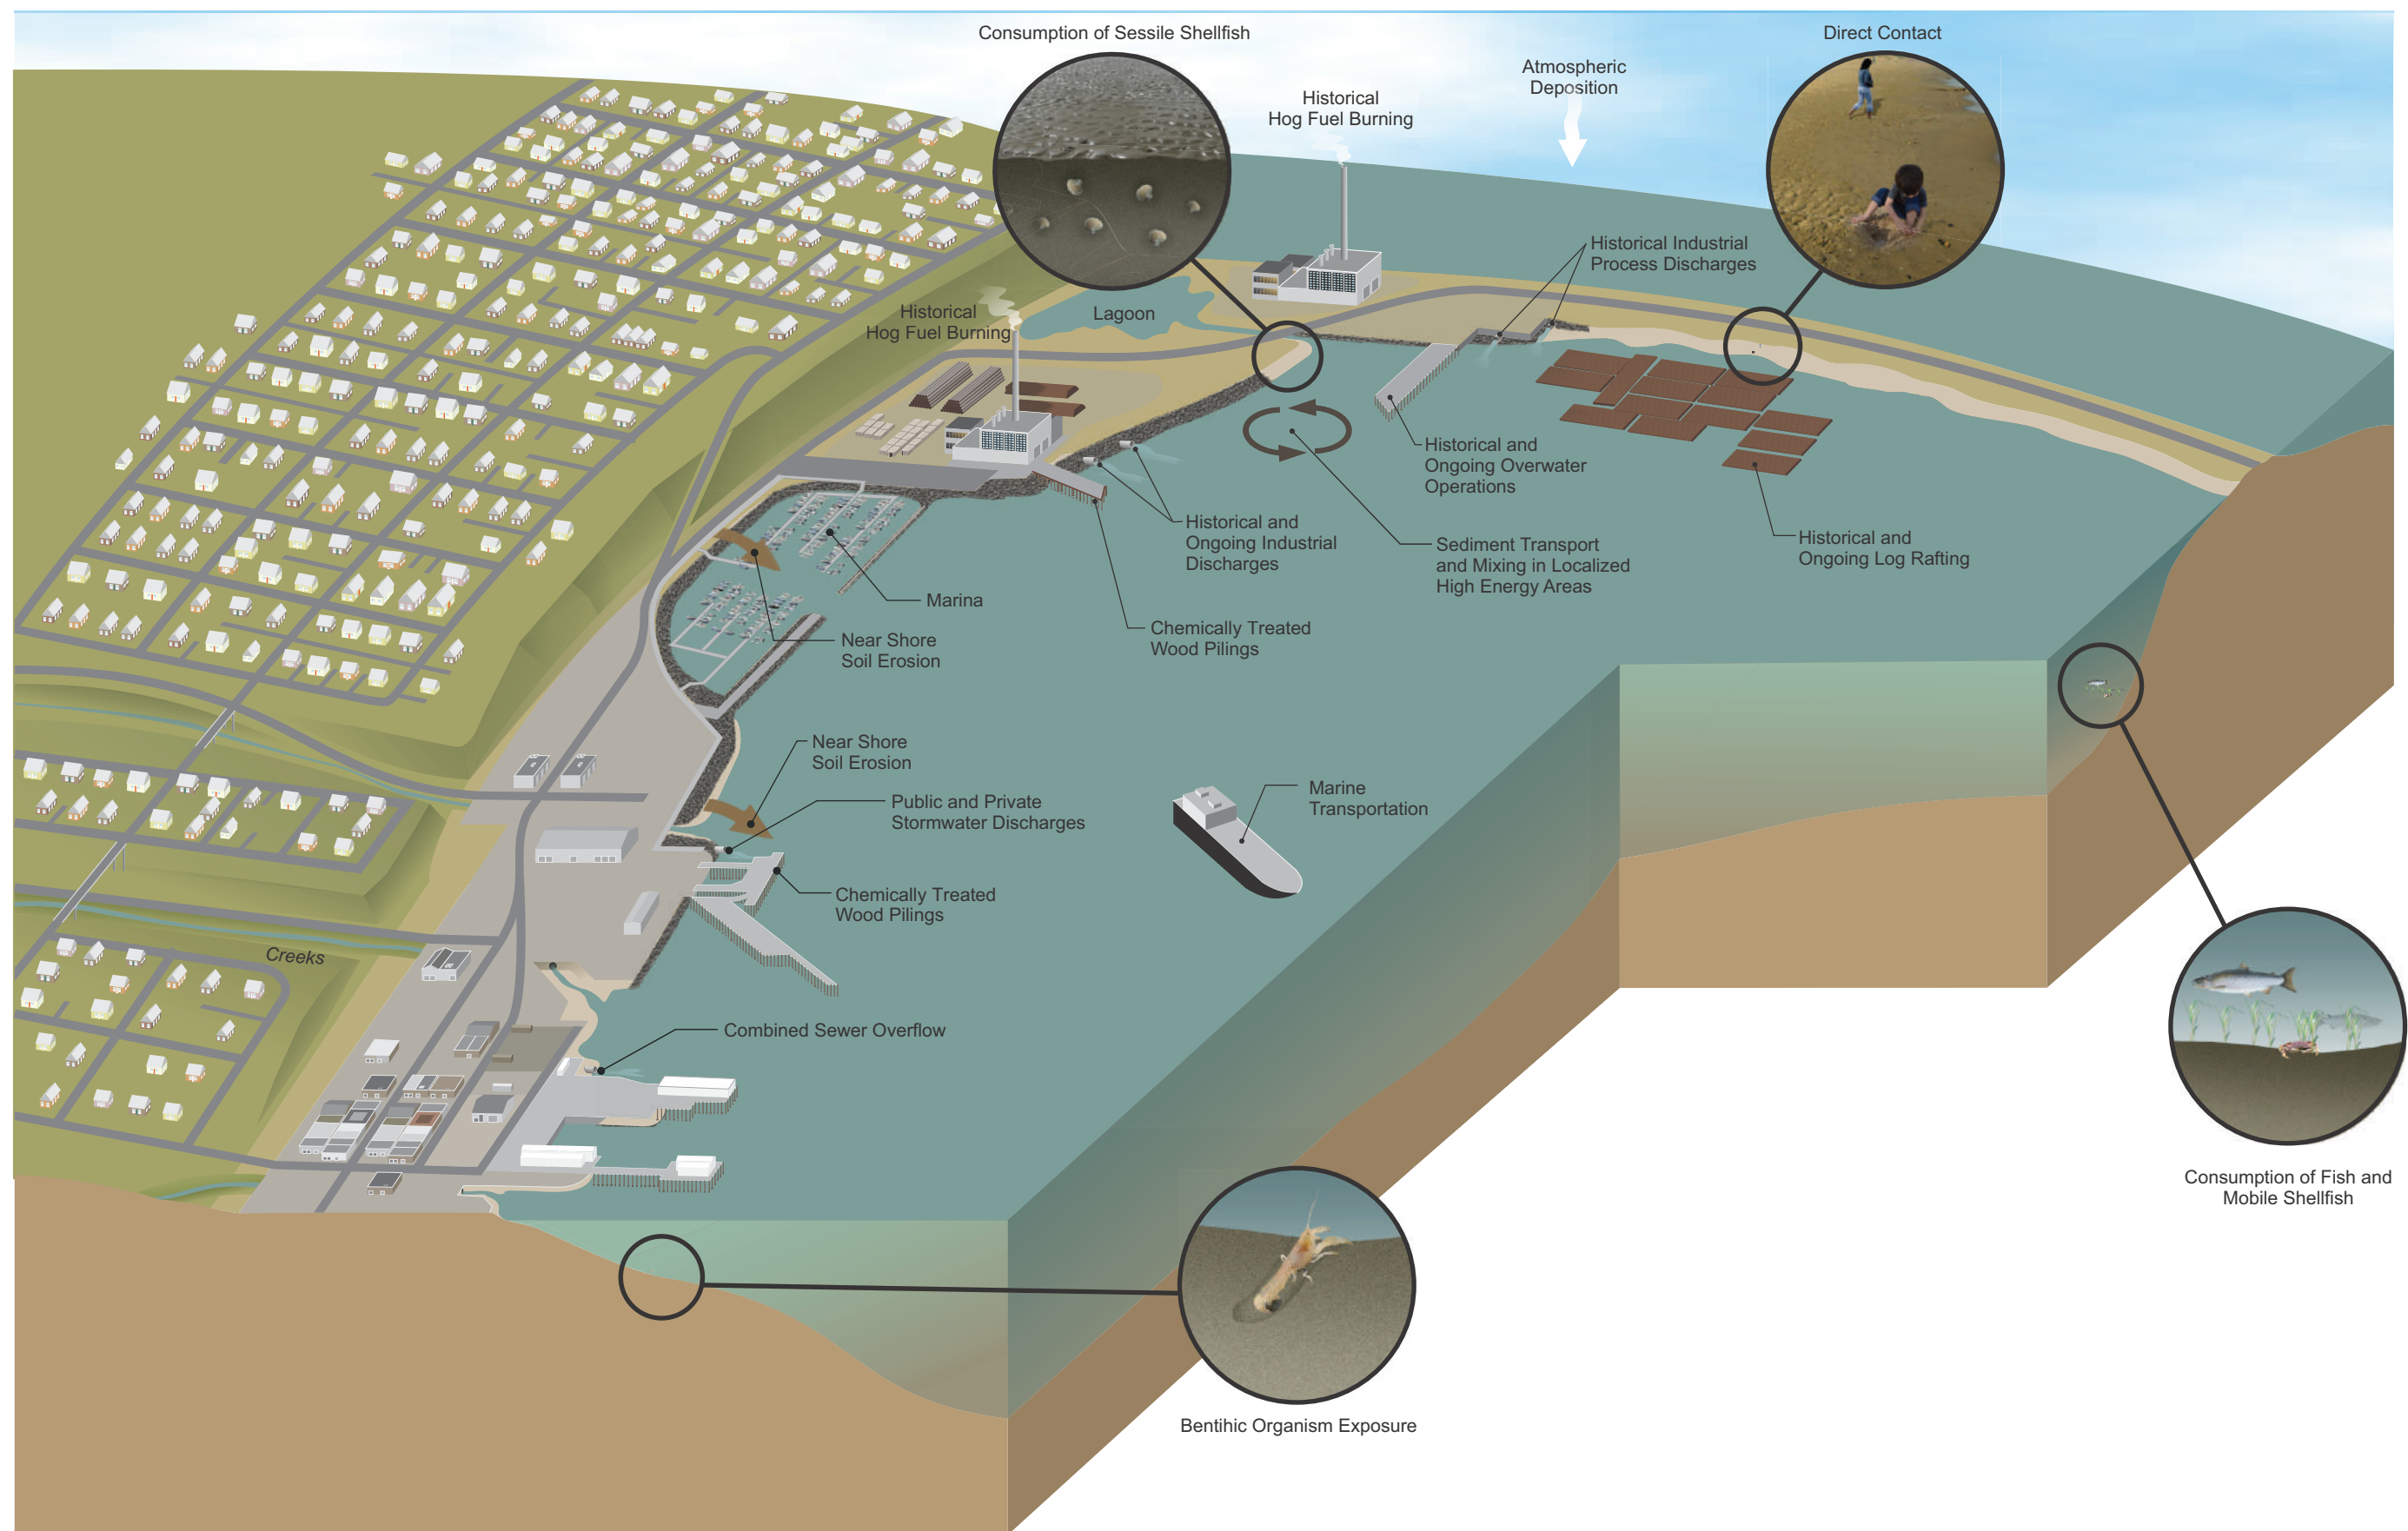 Consumption of Sessile Shellfish
Direct Contact
Atmospheric
Deposition
Historical
Hog Fuel Burning
Historical Industrial
Process Discharges
Historical
Hog Fuel Burning
Lagoon
Historical and
Ongoing Overwater
Operations
Historical and
Ongoing Industrial
Discharges
Sediment Transport
and Mixing in Localized
High Energy Areas
Historical and
Ongoing Log Rafting
Marina
Chemically Treated
Wood Pilings
Near Shore
Soil Erosion
Near Shore
Soil Erosion
Public and Private
Stormwater Discharges
Marine
Transportation
Chemically Treated
Wood Pilings
Creeks
Combined Sewer Overflow
Consumption of Fish and
Mobile Shellfish
Bentihic Organism Exposure